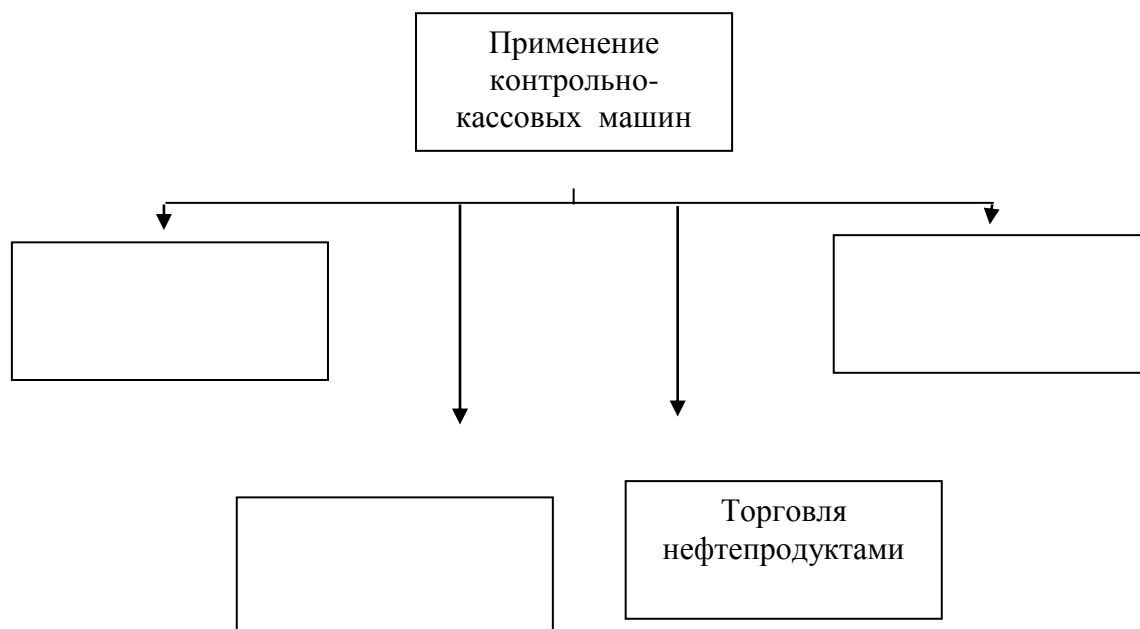 Применение
контрольно-
кассовых машин
Торговля
нефтепродуктами